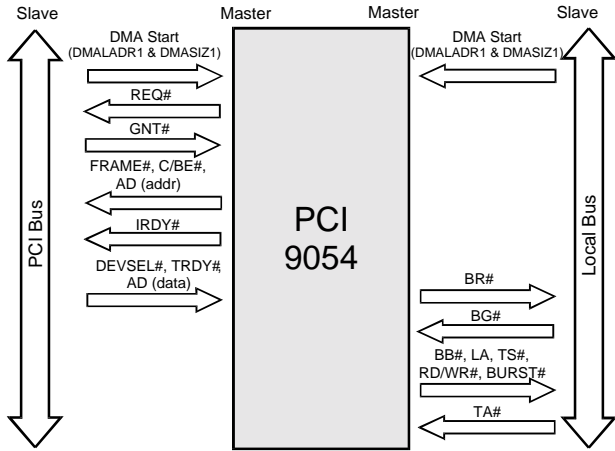 Slave
Master
Master
Slave
DMA Start
(DMALADR1 & DMASIZ1)
REQ#
GNT#
FRAME#, C/BE#,
AD (addr)
IRDY#
DEVSEL#, TRDY#,
AD (data)
PCI Bus
PCI
9054
DMA Start
(DMALADR1 & DMASIZ1)
BR#
BG#
BB#, LA, TS#,
RD/WR#, BURST#
TA#
Local Bus